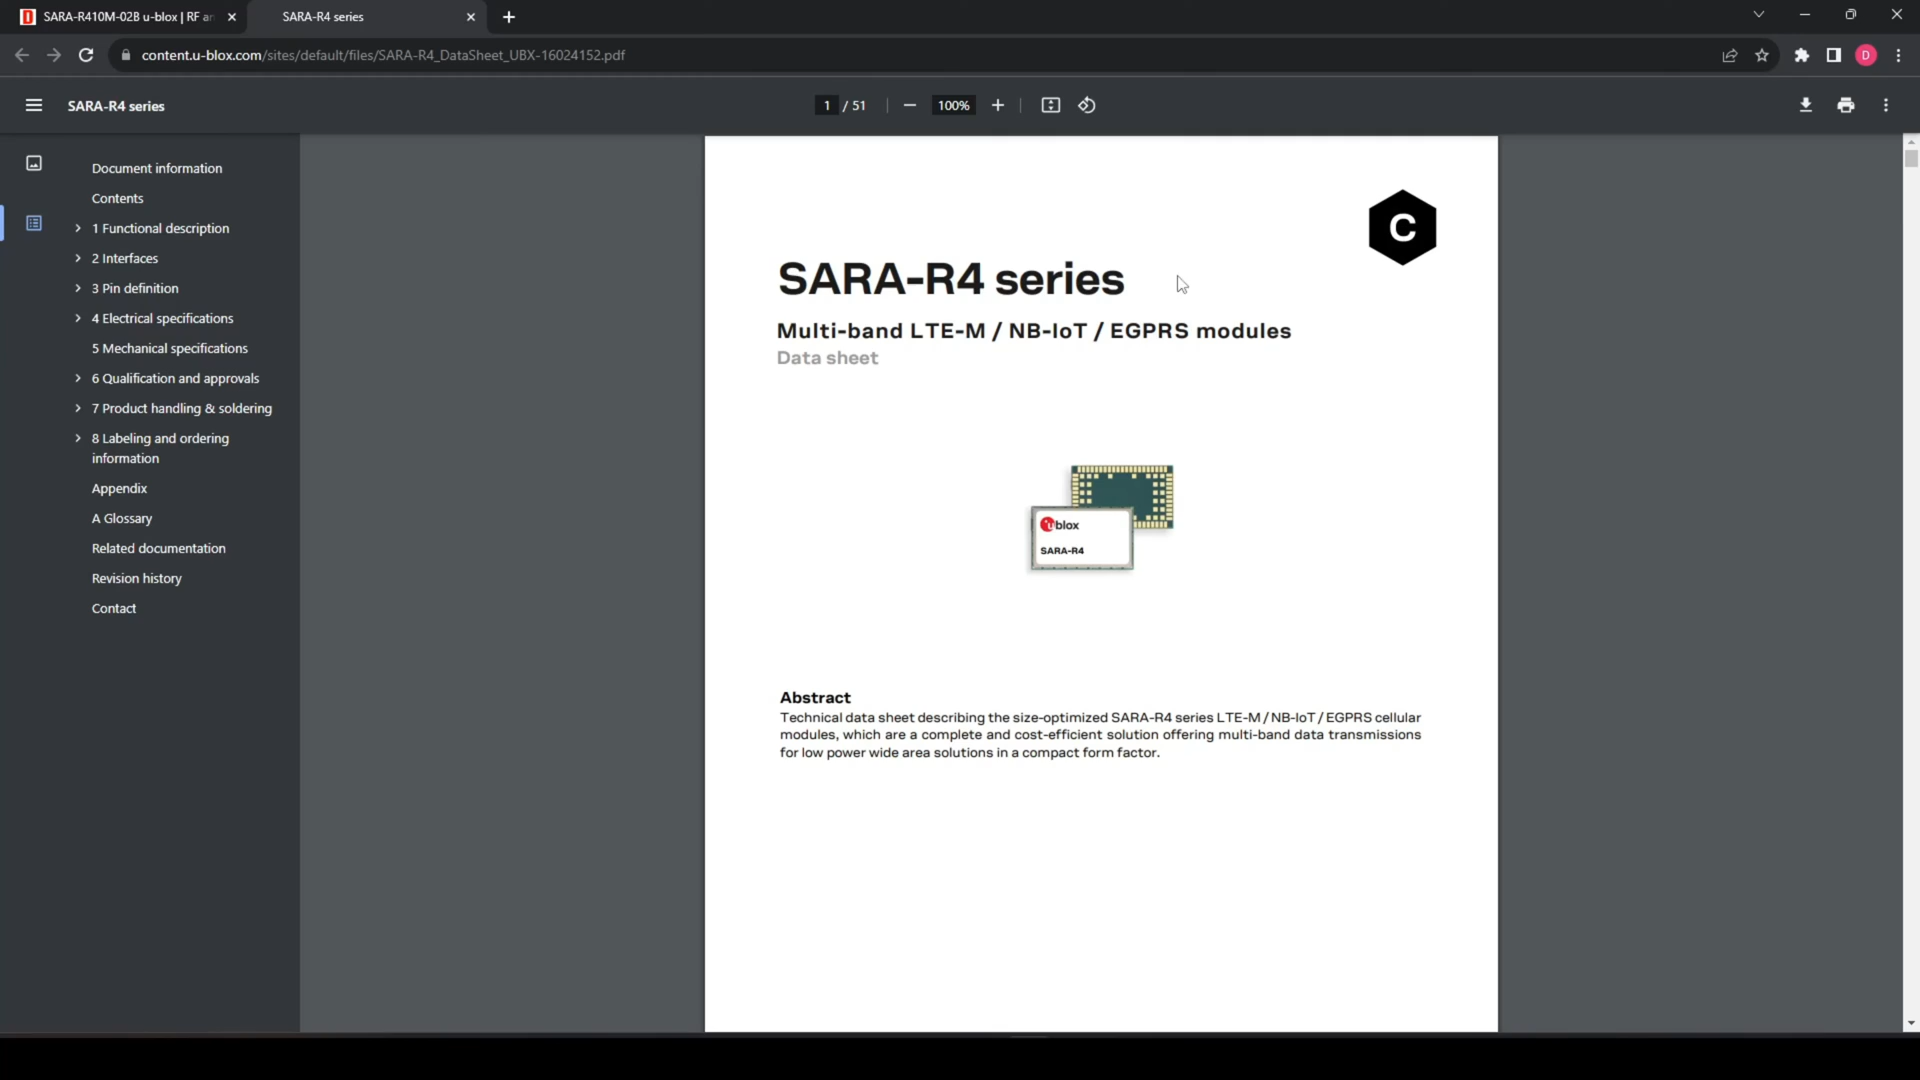 SARA-R410M-02B u-blox | RF an
SARA-R4 series
content.u-blox.com/sites/default/files/SARA-R4_DataSheet_UBX-16024152.pdf
D
SARA-R4 series
1 / 51
100%
Document information
Contents
1 Functional description
2 Interfaces
3 Pin definition
4 Electrical specifications
5 Mechanical specifications
6 Qualification and approvals
7 Product handling & soldering
8 Labeling and ordering
information
Appendix
A Glossary
Related documentation
Revision history
Contact
C
SARA-R4 series
Multi-band LTE-M / NB-IoT / EGPRS modules
Data sheet
ublox
SARA-R4
Abstract
Technical data sheet describing the size-optimized SARA-R4 series LTE-M / NB-IoT / EGPRS cellular
modules, which are a complete and cost-efficient solution offering multi-band data transmissions
for low power wide area solutions in a compact form factor.